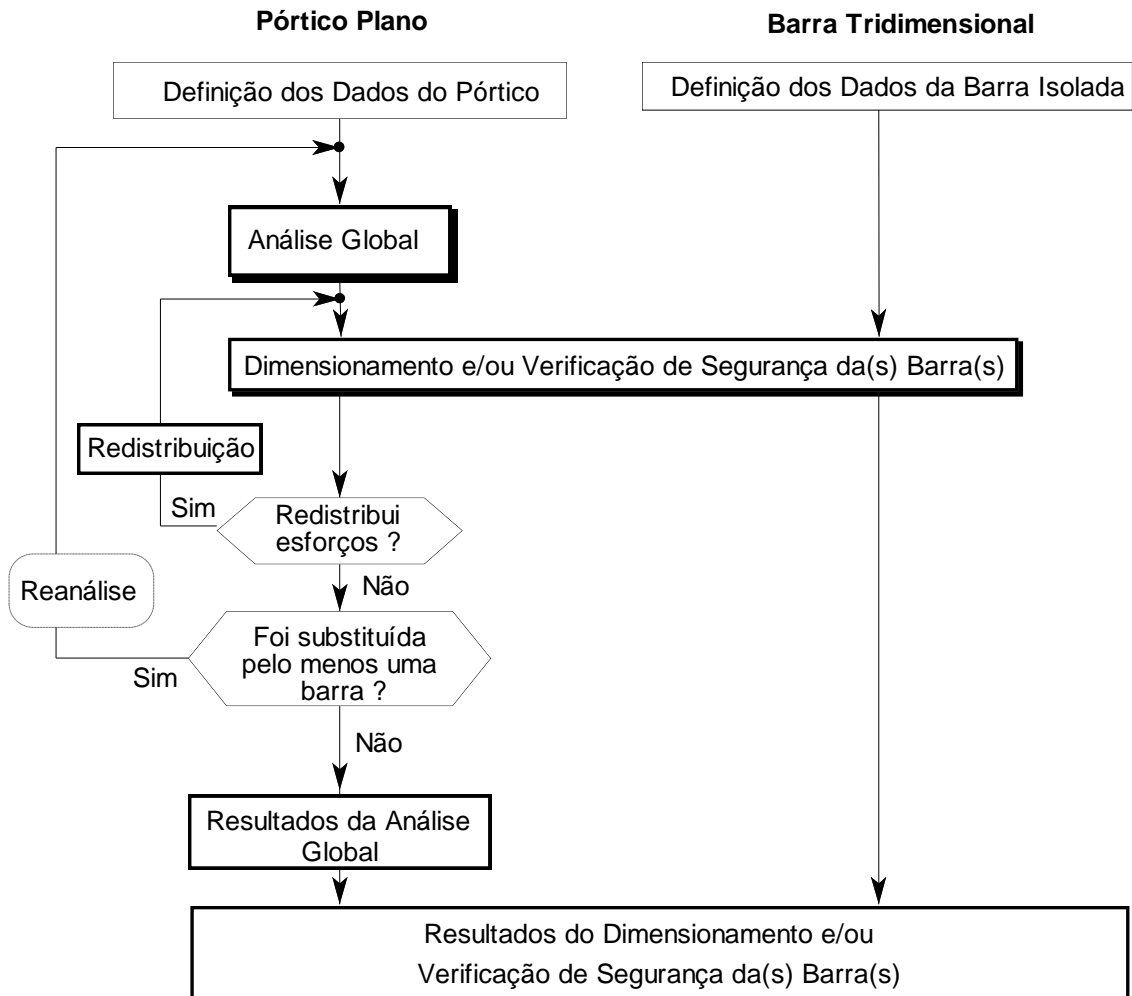 Pórtico Plano
Barra Tridimensional
Definição dos Dados do Pórtico
Definição dos Dados da Barra Isolada
Análise Global
Dimensionamento e/ou Verificação de Segurança da(s) Barra(s)
Redistribuição
Sim
Redistribui
esforços ?
Não
Reanálise
Foi substituída
pelo menos uma
barra ?
Sim
Não
Resultados da Análise
Global
Resultados do Dimensionamento e/ou
Verificação de Segurança da(s) Barra(s)